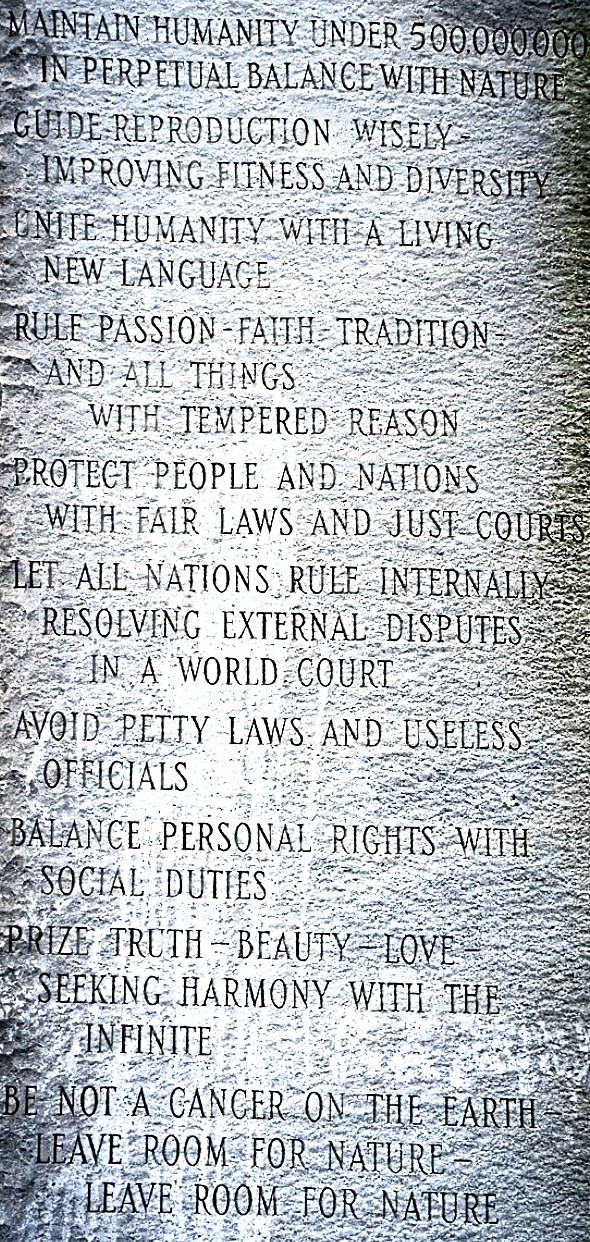 MAINTAIN HUMANITY UNDER 500,000,000
IN PERPETUAL BALANCE WITH NATURE
GUIDE REPRODUCTION WISELY-
IMPROVING FITNESS AND DIVERSITY
UNITE HUMANITY WITH A LIVING
NEW LANGUAGE
RULE PASSION-FAITH-TRADITION-
AND ALL THINGS
WITH TEMPERED REASON
PROTECT PEOPLE AND NATIONS
WITH FAIR LAWS AND JUST COURTS
LET ALL NATIONS RULE INTERNALLY
RESOLVING EXTERNAL DISPUTES
IN A WORLD COURT
AVOID PETTY LAWS AND USELESS
OFFICIALS
BALANCE PERSONAL RIGHTS WITH
SOCIAL DUTIES
PRIZE TRUTH-BEAUTY-LOVE-
SEEKING HARMONY WITH THE
INFINITE
BE NOT A CANCER ON THE EARTH-
LEAVE ROOM FOR NATURE-
LEAVE ROOM FOR NATURE